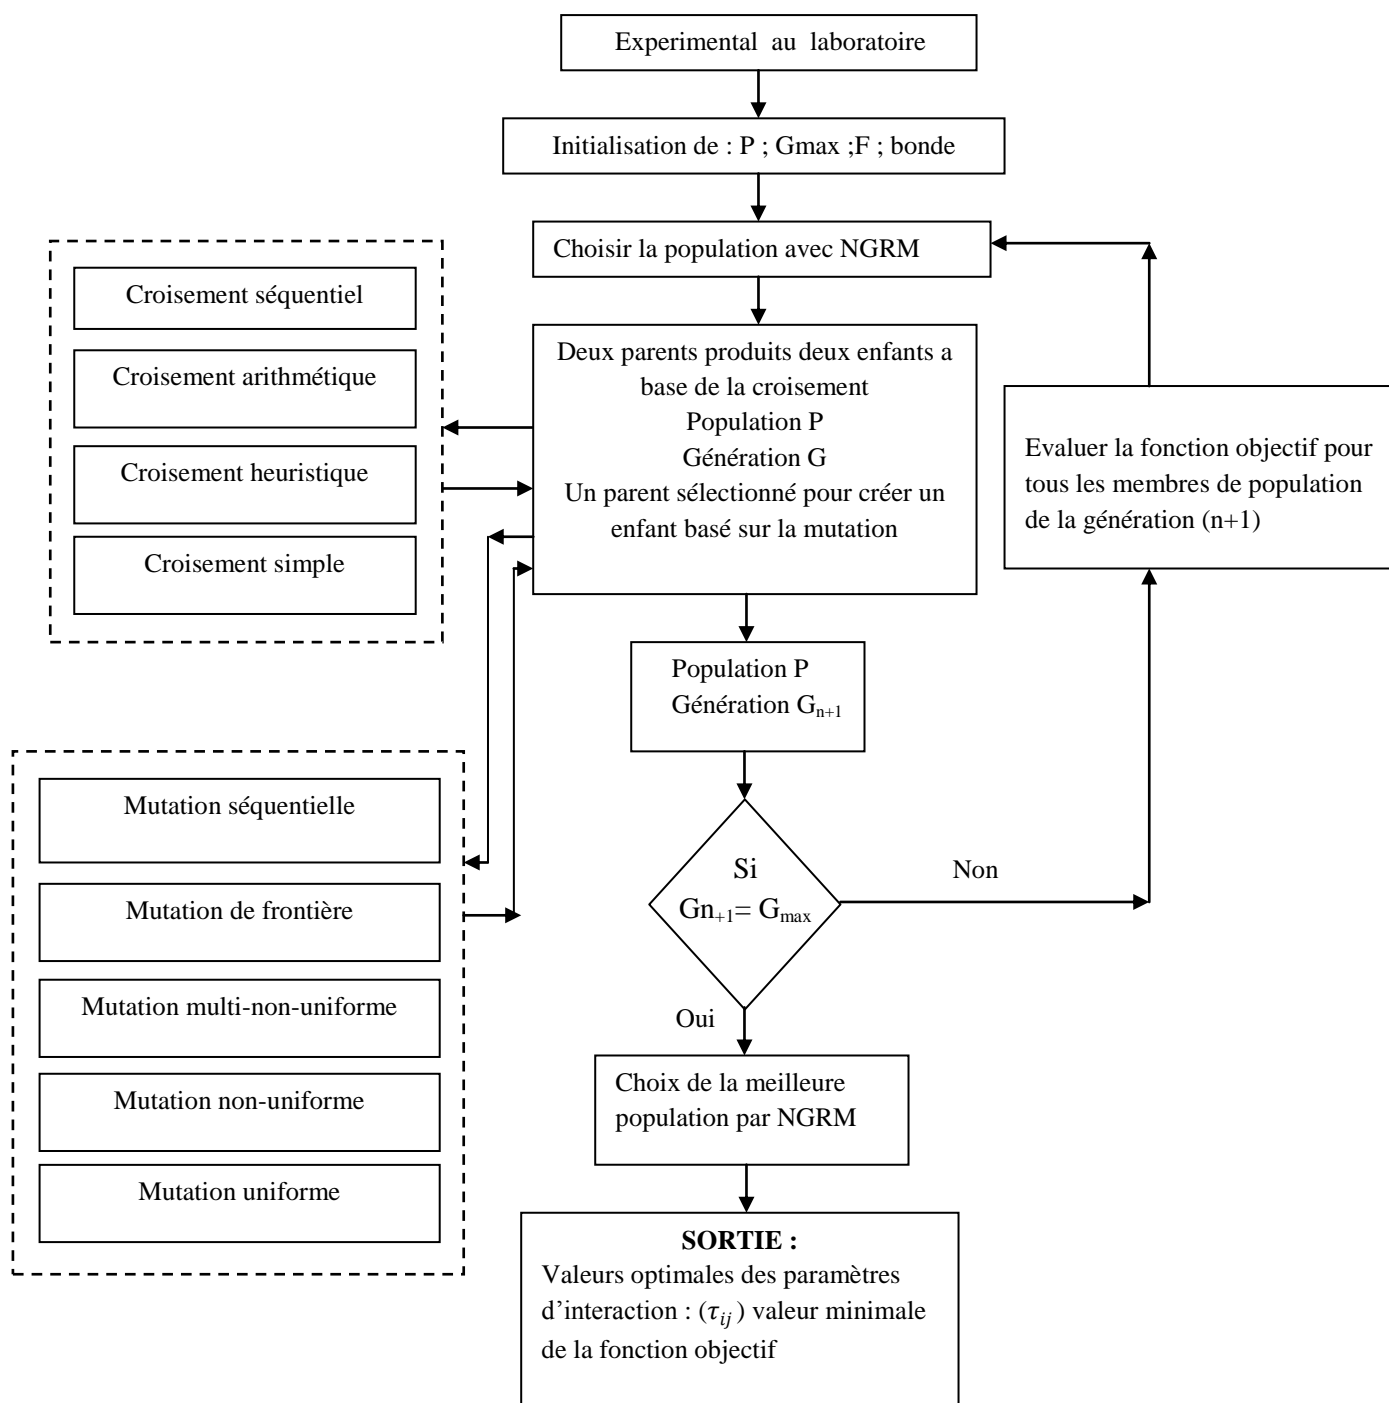 Experimental au laboratoire
Initialisation de : P ; Gmax ;F ; bonde
Choisir la population avec NGRM
Croisement séquentiel
Croisement arithmétique
Croisement heuristique
Croisement simple
Deux parents produits deux enfants a
base de la croisement
Population P
Génération G
Un parent sélectionné pour créer un
enfant basé sur la mutation
Evaluer la fonction objectif pour
tous les membres de population
de la génération (n+1)
Population P
Génération Gn+1
Mutation séquentielle
Mutation de frontière
Mutation multi-non-uniforme
Mutation non-uniforme
Mutation uniforme
Si
Gn+1= Gmax
Non
Oui
Choix de la meilleure
population par NGRM
SORTIE :
Valeurs optimales des paramètres
d’interaction : (τij) valeur minimale
de la fonction objectif